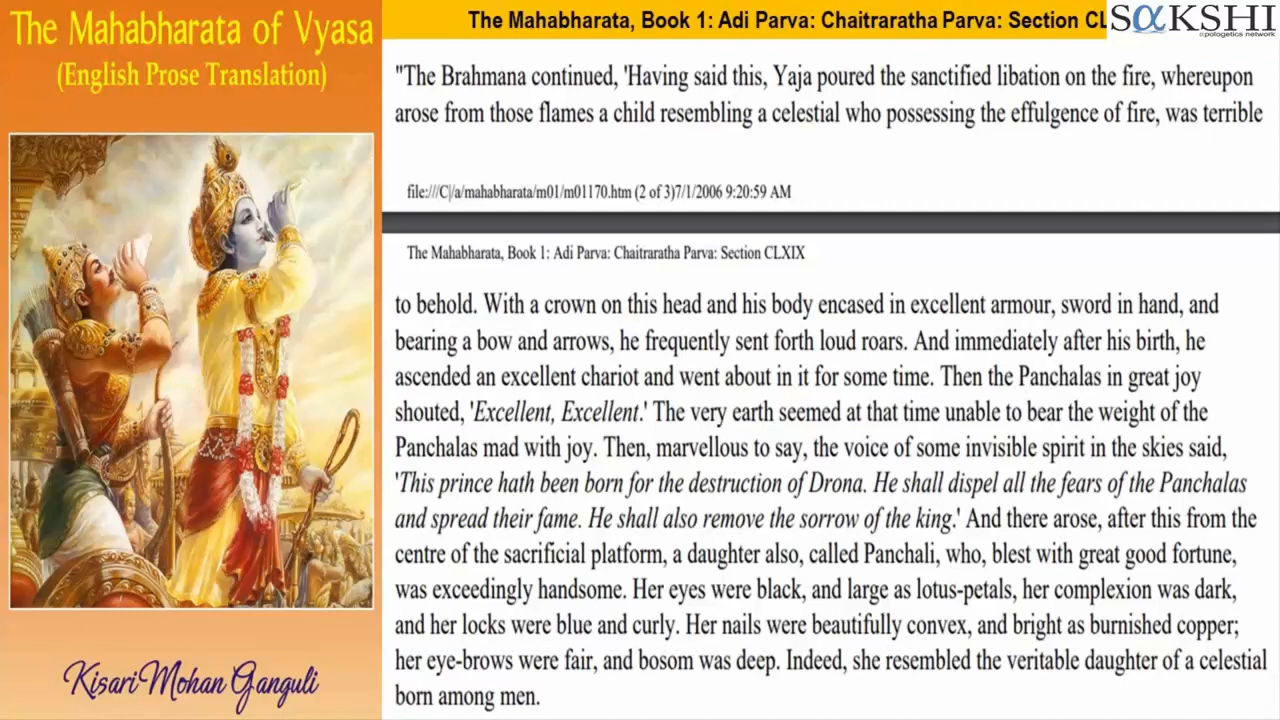 The Mahabharata of Vyasa
(English Prose Translation)
Kisari Mohan Ganguli
The Mahabharata, Book 1: Adi Parva: Chaitraratha Parva: Section CL
SαKSHI
apologetics network
"The Brahmana continued, 'Having said this, Yaja poured the sanctified libation on the fire, whereupon
arose from those flames a child resembling a celestial who possessing the effulgence of fire, was terrible
file:///C|/a/mahabharata/m01/m01170.htm (2 of 3)7/1/2006 9:20:59 AM
The Mahabharata, Book 1: Adi Parva: Chaitraratha Parva: Section CLXIX
to behold. With a crown on this head and his body encased in excellent armour, sword in hand, and
bearing a bow and arrows, he frequently sent forth loud roars. And immediately after his birth, he
ascended an excellent chariot and went about in it for some time. Then the Panchalas in great joy
shouted, 'Excellent, Excellent.' The very earth seemed at that time unable to bear the weight of the
Panchalas mad with joy. Then, marvellous to say, the voice of some invisible spirit in the skies said,
'This prince hath been born for the destruction of Drona. He shall dispel all the fears of the Panchalas
and spread their fame. He shall also remove the sorrow of the king.' And there arose, after this from the
centre of the sacrificial platform, a daughter also, called Panchali, who, blest with great good fortune,
was exceedingly handsome. Her eyes were black, and large as lotus-petals, her complexion was dark,
and her locks were blue and curly. Her nails were beautifully convex, and bright as burnished copper;
her eye-brows were fair, and bosom was deep. Indeed, she resembled the veritable daughter of a celestial
born among men.